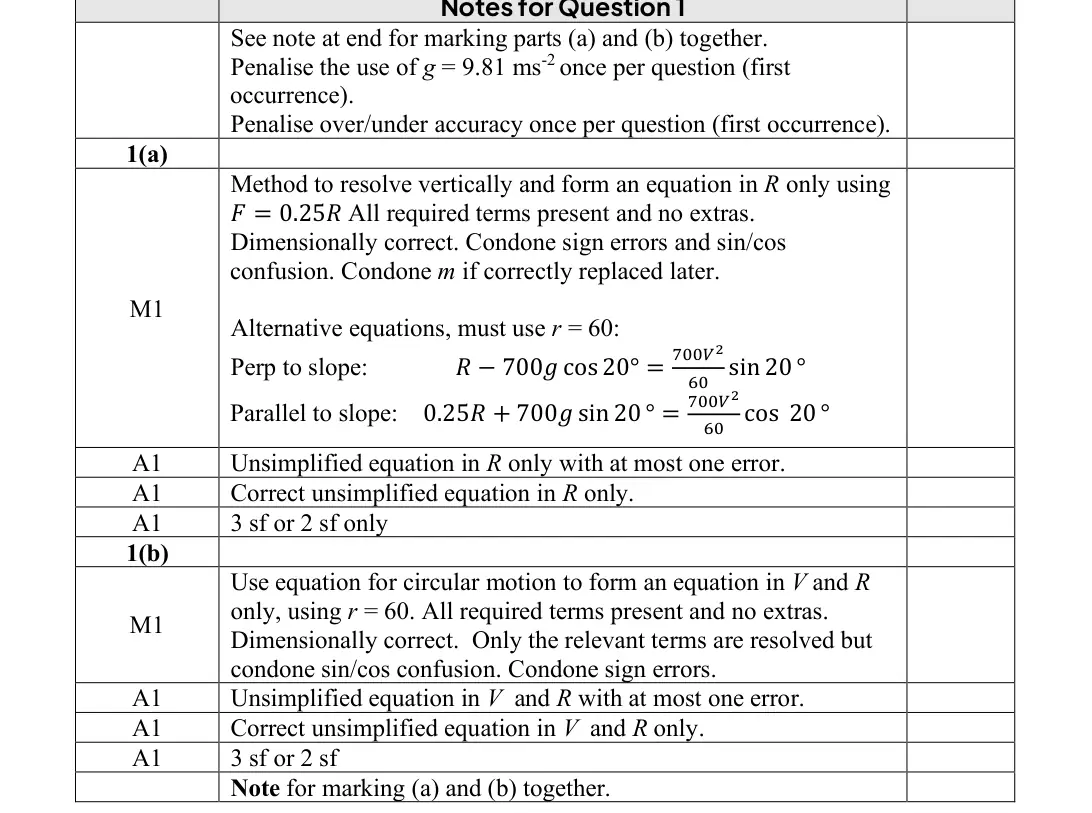 Notes for Question 1
See note at end for marking parts (a) and (b) together.
Penalise the use of g = 9.81 ms⁻² once per question (first
occurrence).
Penalise over/under accuracy once per question (first occurrence).
1(a)
M1
Method to resolve vertically and form an equation in R only using
F = 0.25R All required terms present and no extras.
Dimensionally correct. Condone sign errors and sin/cos
confusion. Condone m if correctly replaced later.
Alternative equations, must use r = 60:
Perp to slope: R − 700g cos 20° = 700V²/60 sin 20 °
Parallel to slope: 0.25R + 700g sin 20 ° = 700V²/60 cos 20 °
A1 Unsimplified equation in R only with at most one error.
A1 Correct unsimplified equation in R only.
A1 3 sf or 2 sf only
1(b)
M1
Use equation for circular motion to form an equation in V and R
only, using r = 60. All required terms present and no extras.
Dimensionally correct. Only the relevant terms are resolved but
condone sin/cos confusion. Condone sign errors.
A1 Unsimplified equation in V and R with at most one error.
A1 Correct unsimplified equation in V and R only.
A1 3 sf or 2 sf
Note for marking (a) and (b) together.